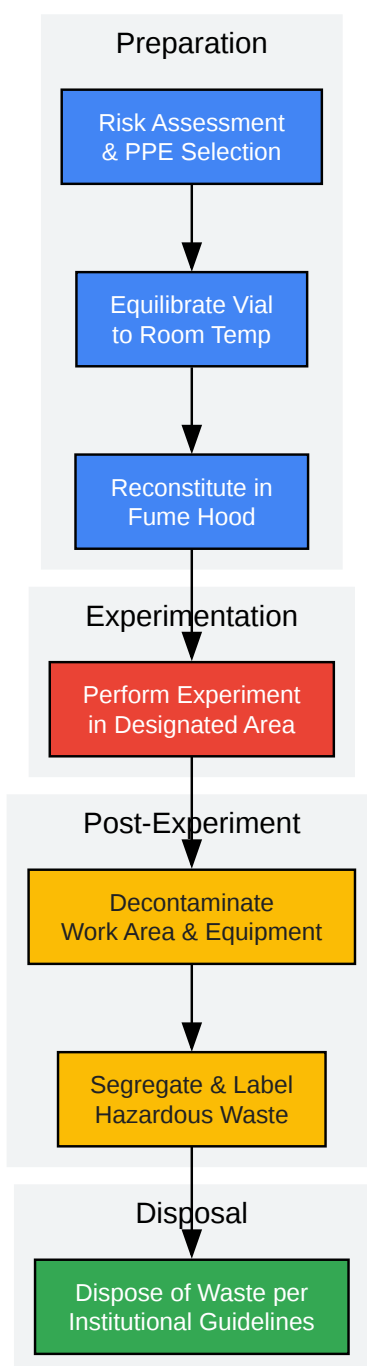 Preparation
Risk Assessment
& PPE Selection
Equilibrate Vial
to Room Temp
Reconstitute in
Fume Hood
Experimentation
Perform Experiment
in Designated Area
Post-Experiment
Decontaminate
Work Area & Equipment
Segregate & Label
Hazardous Waste
Disposal
Dispose of Waste per
Institutional Guidelines